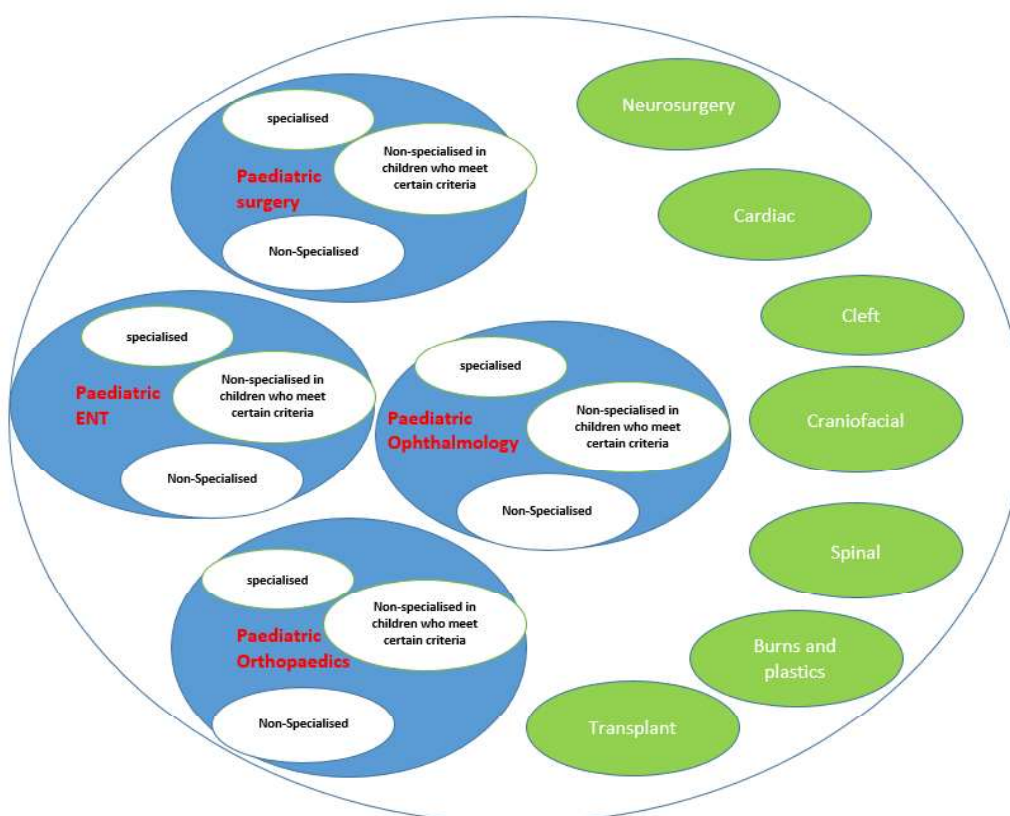 specialised
Non-specialised in
children who meet
certain criteria
Paediatric
surgery
Non-Specialised
specialised
Non-specialised in
children who meet
certain criteria
Paediatric
ENT
Non-Specialised
specialised
Non-specialised in
children who meet
certain criteria
Paediatric
Ophthalmology
Non-Specialised
specialised
Non-specialised in
children who meet
certain criteria
Paediatric
Orthopaedics
Non-Specialised
Neurosurgery
Cardiac
Cleft
Craniofacial
Spinal
Burns and
plastics
Transplant